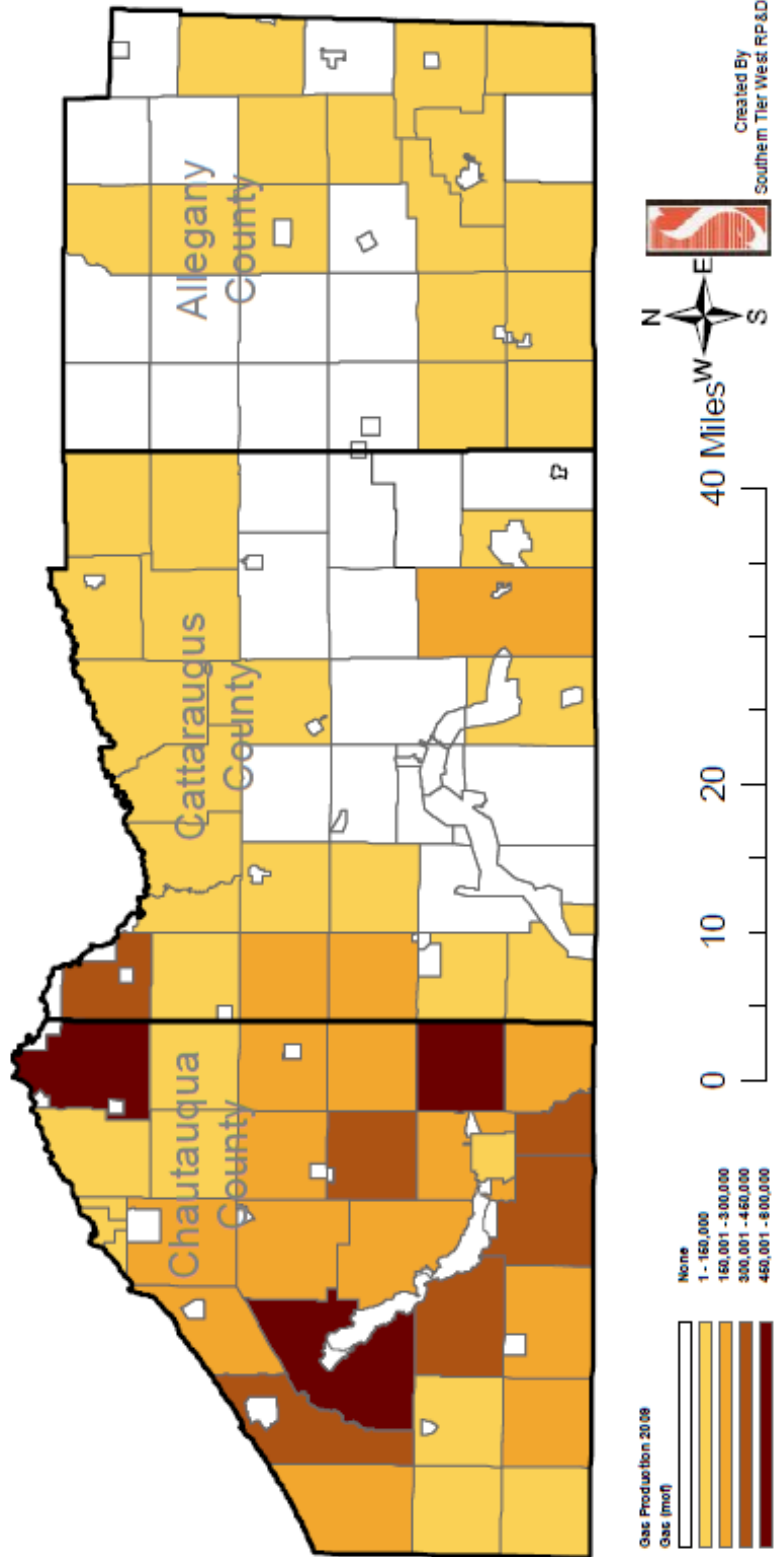 Chautauqua
County
Cattaraugus
County
Allegany
County
Gas Production
Gas (mcf)
None
1 - 150,000
150,001 - 300,000
300,001 - 450,000
450,001 - 600,000
0 10 20 40 Miles
N
W E
S
Created By
Southern Tier West RP&D